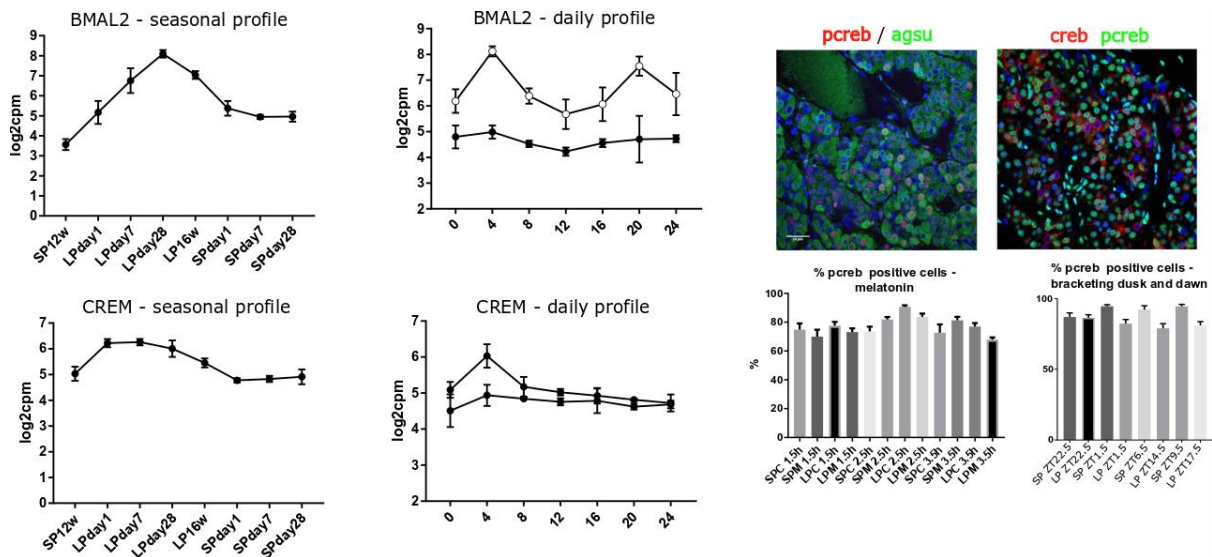 BMAL2 - seasonal profile
log2cpm
9
8
7
6
5
4
3
2
1
0
SP12w
LPday1
LPday7
LPday28
LP16w
SPday1
SPday7
SPday28
BMAL2 - daily profile
log2cpm
9
8
7
6
5
4
3
2
0
4
8
12
16
20
24
CREM - seasonal profile
log2cpm
7
6
5
4
3
2
1
0
SP12w
LPday1
LPday7
LPday28
LP16w
SPday1
SPday7
SPday28
CREM - daily profile
log2cpm
7
6
5
4
3
2
0
4
8
12
16
20
24
pcreb / agsu
creb pcreb
% pcreb positive cells -
melatonin
%
100
80
60
40
20
0
SPC 1.5h
SPM 1.5h
LPC 1.5h
LPM 1.5h
SPC 2.5h
SPM 2.5h
LPC 2.5h
LPM 2.5h
SPC 3.5h
SPM 3.5h
LPC 3.5h
LPM 3.5h
% pcreb positive cells -
bracketing dusk and dawn
100
50
0
SP ZT22.5
LP ZT22.5
SP ZT1.5
LP ZT1.5
SP ZT6.5
LP ZT14.5
SP ZT9.5
LP ZT17.5